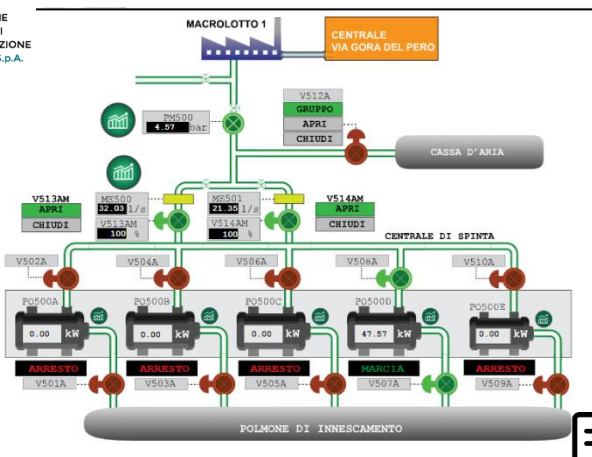 NE
I
ZIONE
S.p.A.
MACROLOTTO 1
CENTRALE
VIA GORA DEL PERO
V512A
GRUPPO
APRI
CHIUDI
PM500
4.57 bar
CASSA D'ARIA
V513AM
APRI
CHIUDI
ME500
32.03 l/s
V513AM
100 %
ME501
21.35 l/s
V514AM
100 %
V514AM
APRI
CHIUDI
CENTRALE DI SPINTA
V502A
V504A
V506A
V508A
V510A
PO500A
PO500B
PO500C
PO500D
PO500E
0.00 kW
0.00 kW
0.00 kW
47.57 kW
0.00 kW
ARRESTO
ARRESTO
ARRESTO
MARCIA
ARRESTO
V501A
V503A
V505A
V507A
V509A
POLMONE DI INNESCAMENTO